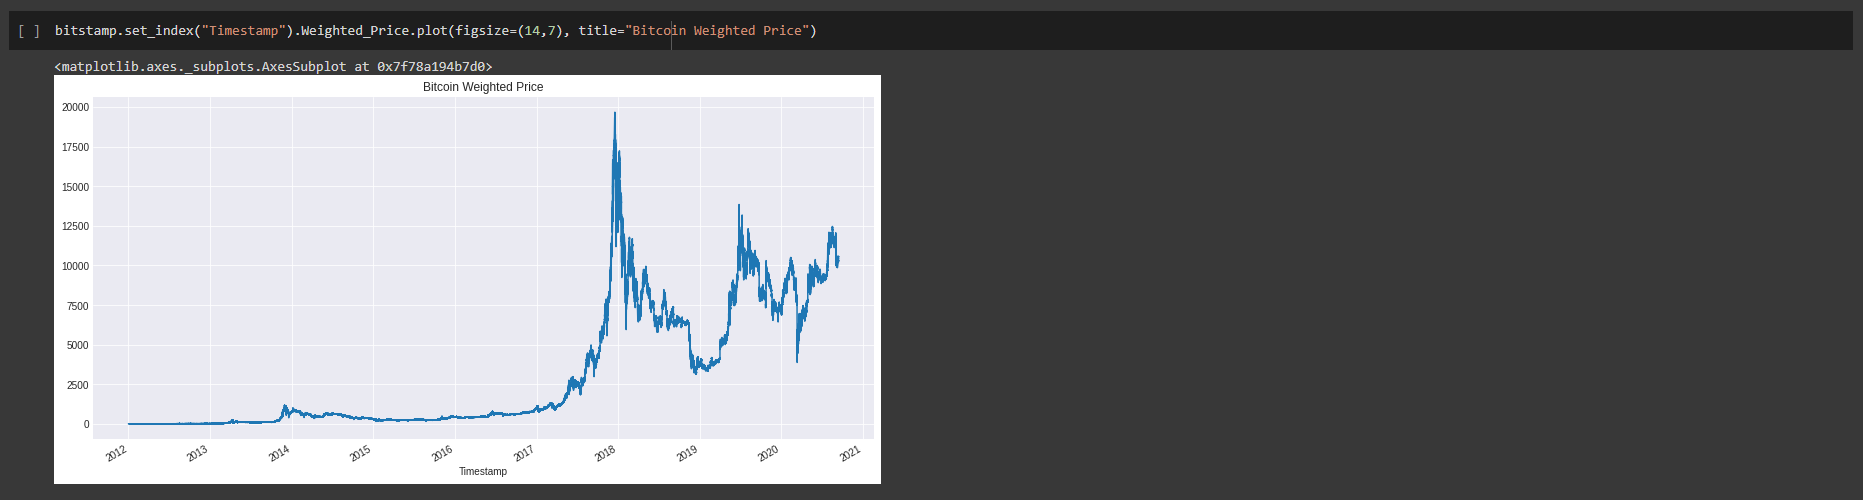 [ ] bitstamp.set_index("Timestamp").Weighted_Price.plot(figsize=(14,7), title="Bitcoin Weighted Price")
<matplotlib.axes._subplots.AxesSubplot at 0x7f78a194b7d0>
Bitcoin Weighted Price
20000
17500
15000
12500
10000
7500
5000
2500
0
2012 2013 2014 2015 2016 2017 2018 2019 2020 2021
Timestamp